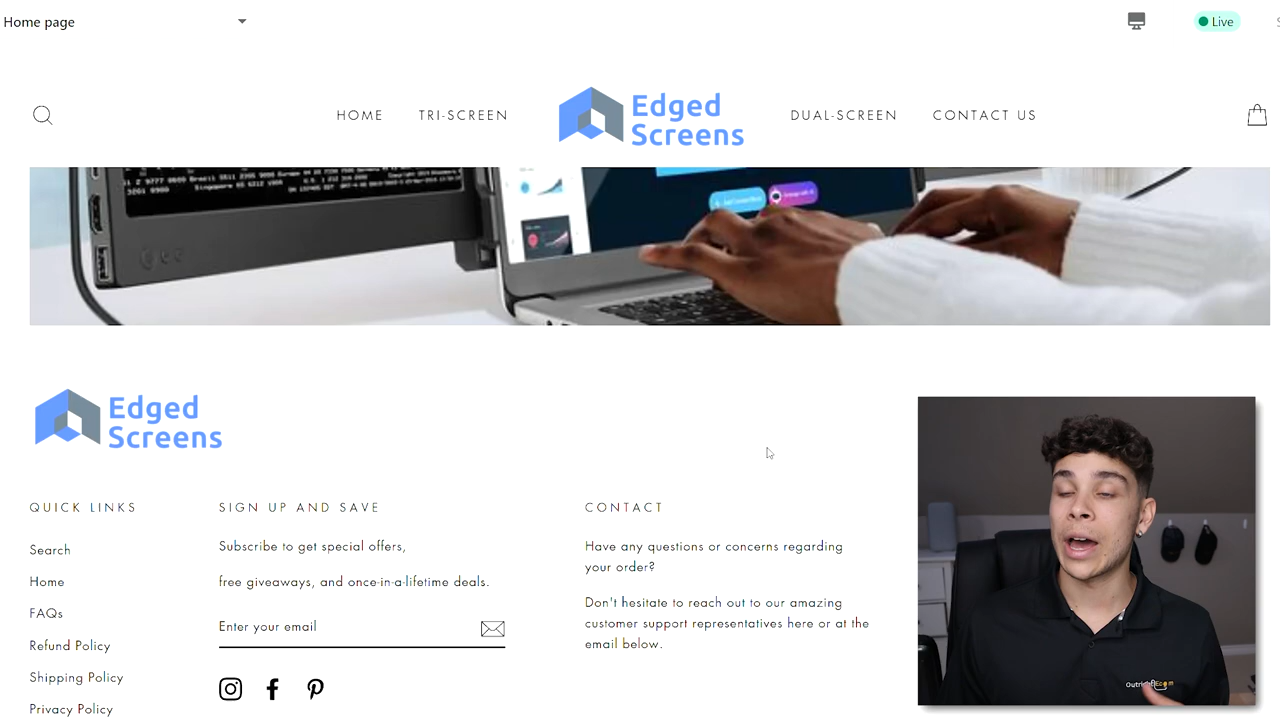 Home page
Live
HOME
TRI-SCREEN
Edged
Screens
DUAL-SCREEN
CONTACT US
Edged
Screens
QUICK LINKS
Search
Home
FAQs
Refund Policy
Shipping Policy
Privacy Policy
SIGN UP AND SAVE
Subscribe to get special offers,
free giveaways, and once-in-a-lifetime deals.
Enter your email
CONTACT
Have any questions or concerns regarding
your order?
Don't hesitate to reach out to our amazing
customer support representatives here or at the
email below.